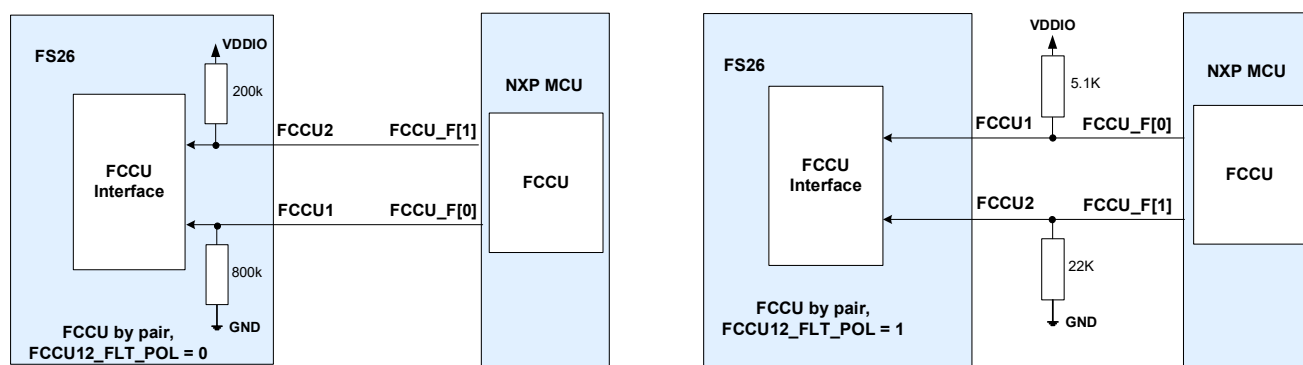 VDDIO
FS26
200k
NXP MCU
FCCU2
FCCU_F[1]
FCCU
Interface
FCCU
FCCU1
FCCU_F[0]
800k
GND
FCCU by pair,
FCCU12_FLT_POL = 0
VDDIO
FS26
5.1K
NXP MCU
FCCU1
FCCU_F[0]
FCCU
Interface
FCCU
FCCU2
FCCU_F[1]
22K
FCCU by pair,
FCCU12_FLT_POL = 1
GND